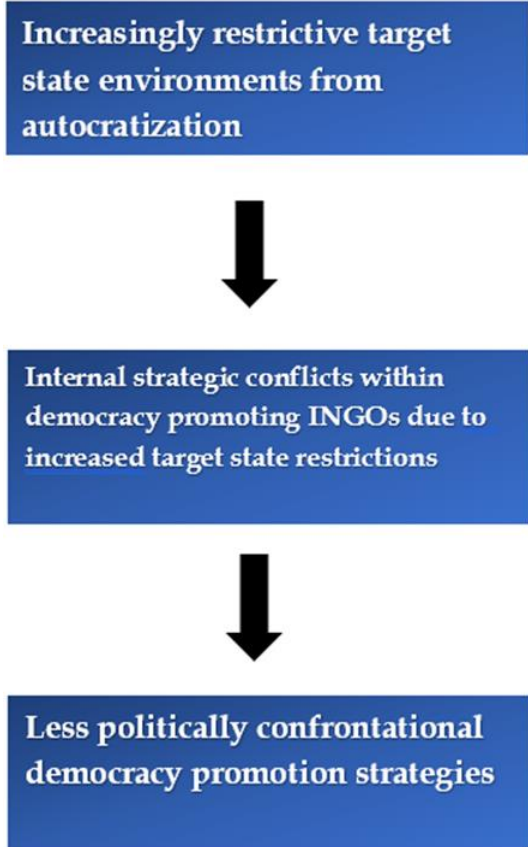 Increasingly restrictive target
state environments from
autocratization
Internal strategic conflicts within
democracy promoting INGOs due to
increased target state restrictions
Less politically confrontational
democracy promotion strategies